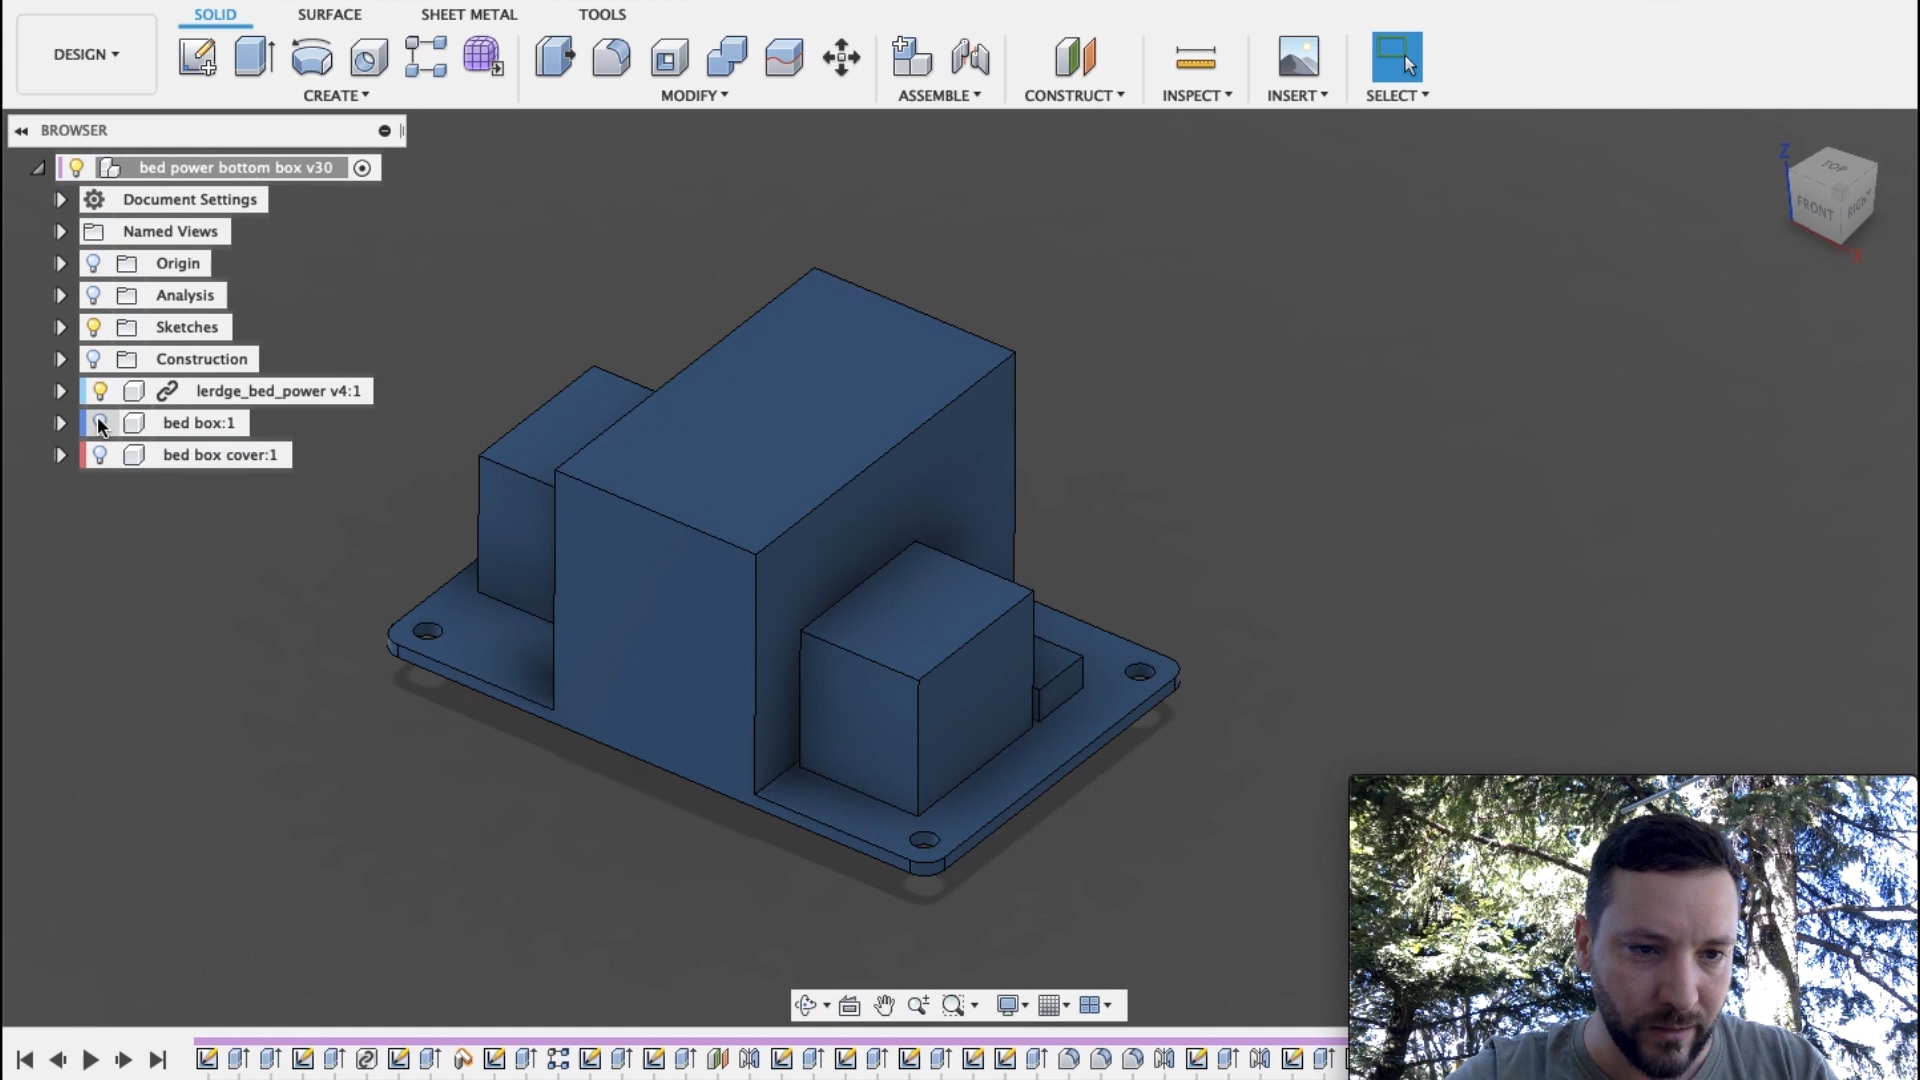 SOLID SURFACE SHEET METAL TOOLS
DESIGN
CREATE MODIFY ASSEMBLE CONSTRUCT INSPECT INSERT SELECT
BROWSER
bed power bottom box v30
Document Settings
Named Views
Origin
Analysis
Sketches
Construction
lerdge_bed_power v4:1
bed box:1
bed box cover:1
Z
TOP
FRONT
RIGHT
X